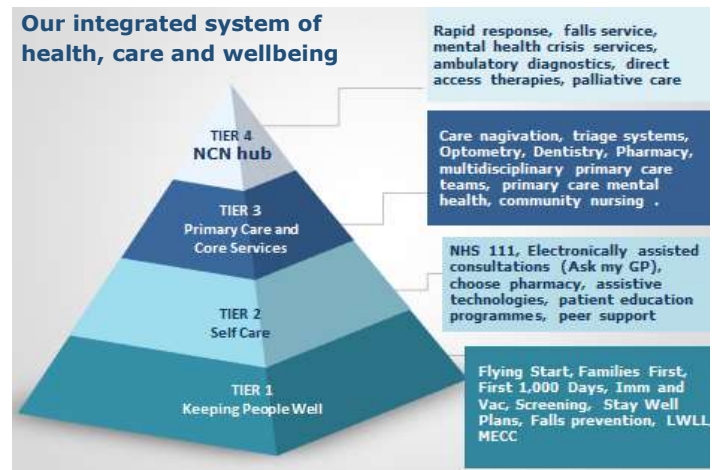 Our integrated system of
health, care and wellbeing
TIER 4
NCN hub
TIER 3
Primary Care and
Core Services
TIER 2
Self Care
TIER 1
Keeping People Well
Rapid response, falls service,
mental health crisis services,
ambulatory diagnostics, direct
access therapies, palliative care
Care nagivation, triage systems,
Optometry, Dentistry, Pharmacy,
multidisciplinary primary care
teams, primary care mental
health, community nursing .
NHS 111, Electronically assisted
consultations (Ask my GP),
choose pharmacy, assistive
technologies, patient education
programmes, peer support
Flying Start, Families First,
First 1,000 Days, Imm and
Vac, Screening, Stay Well
Plans, Falls prevention, LWLL,
MECC